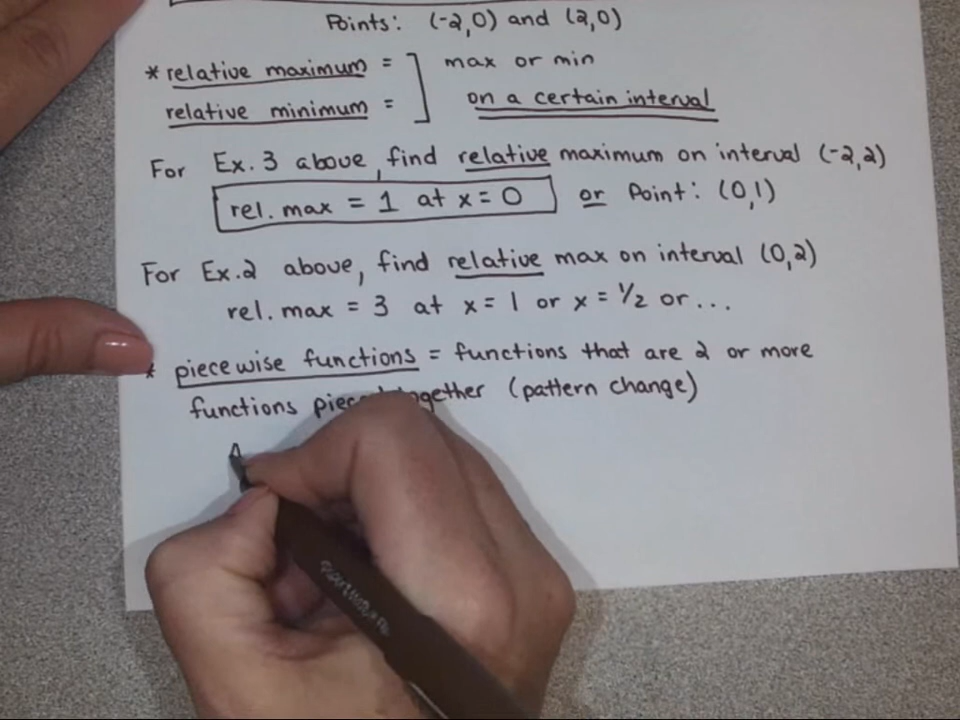 Points: (-2,0) and (2,0)
* relative maximum = ] max or min
relative minimum = on a certain interval
For Ex. 3 above, find relative maximum on interval (-2,2)
rel. max = 1 at x = 0 or Point: (0,1)
For Ex. 2 above, find relative max on interval (0,2)
rel. max = 3 at x = 1 or x = 1/2 or ...
* piecewise functions = functions that are 2 or more
functions together (pattern change)